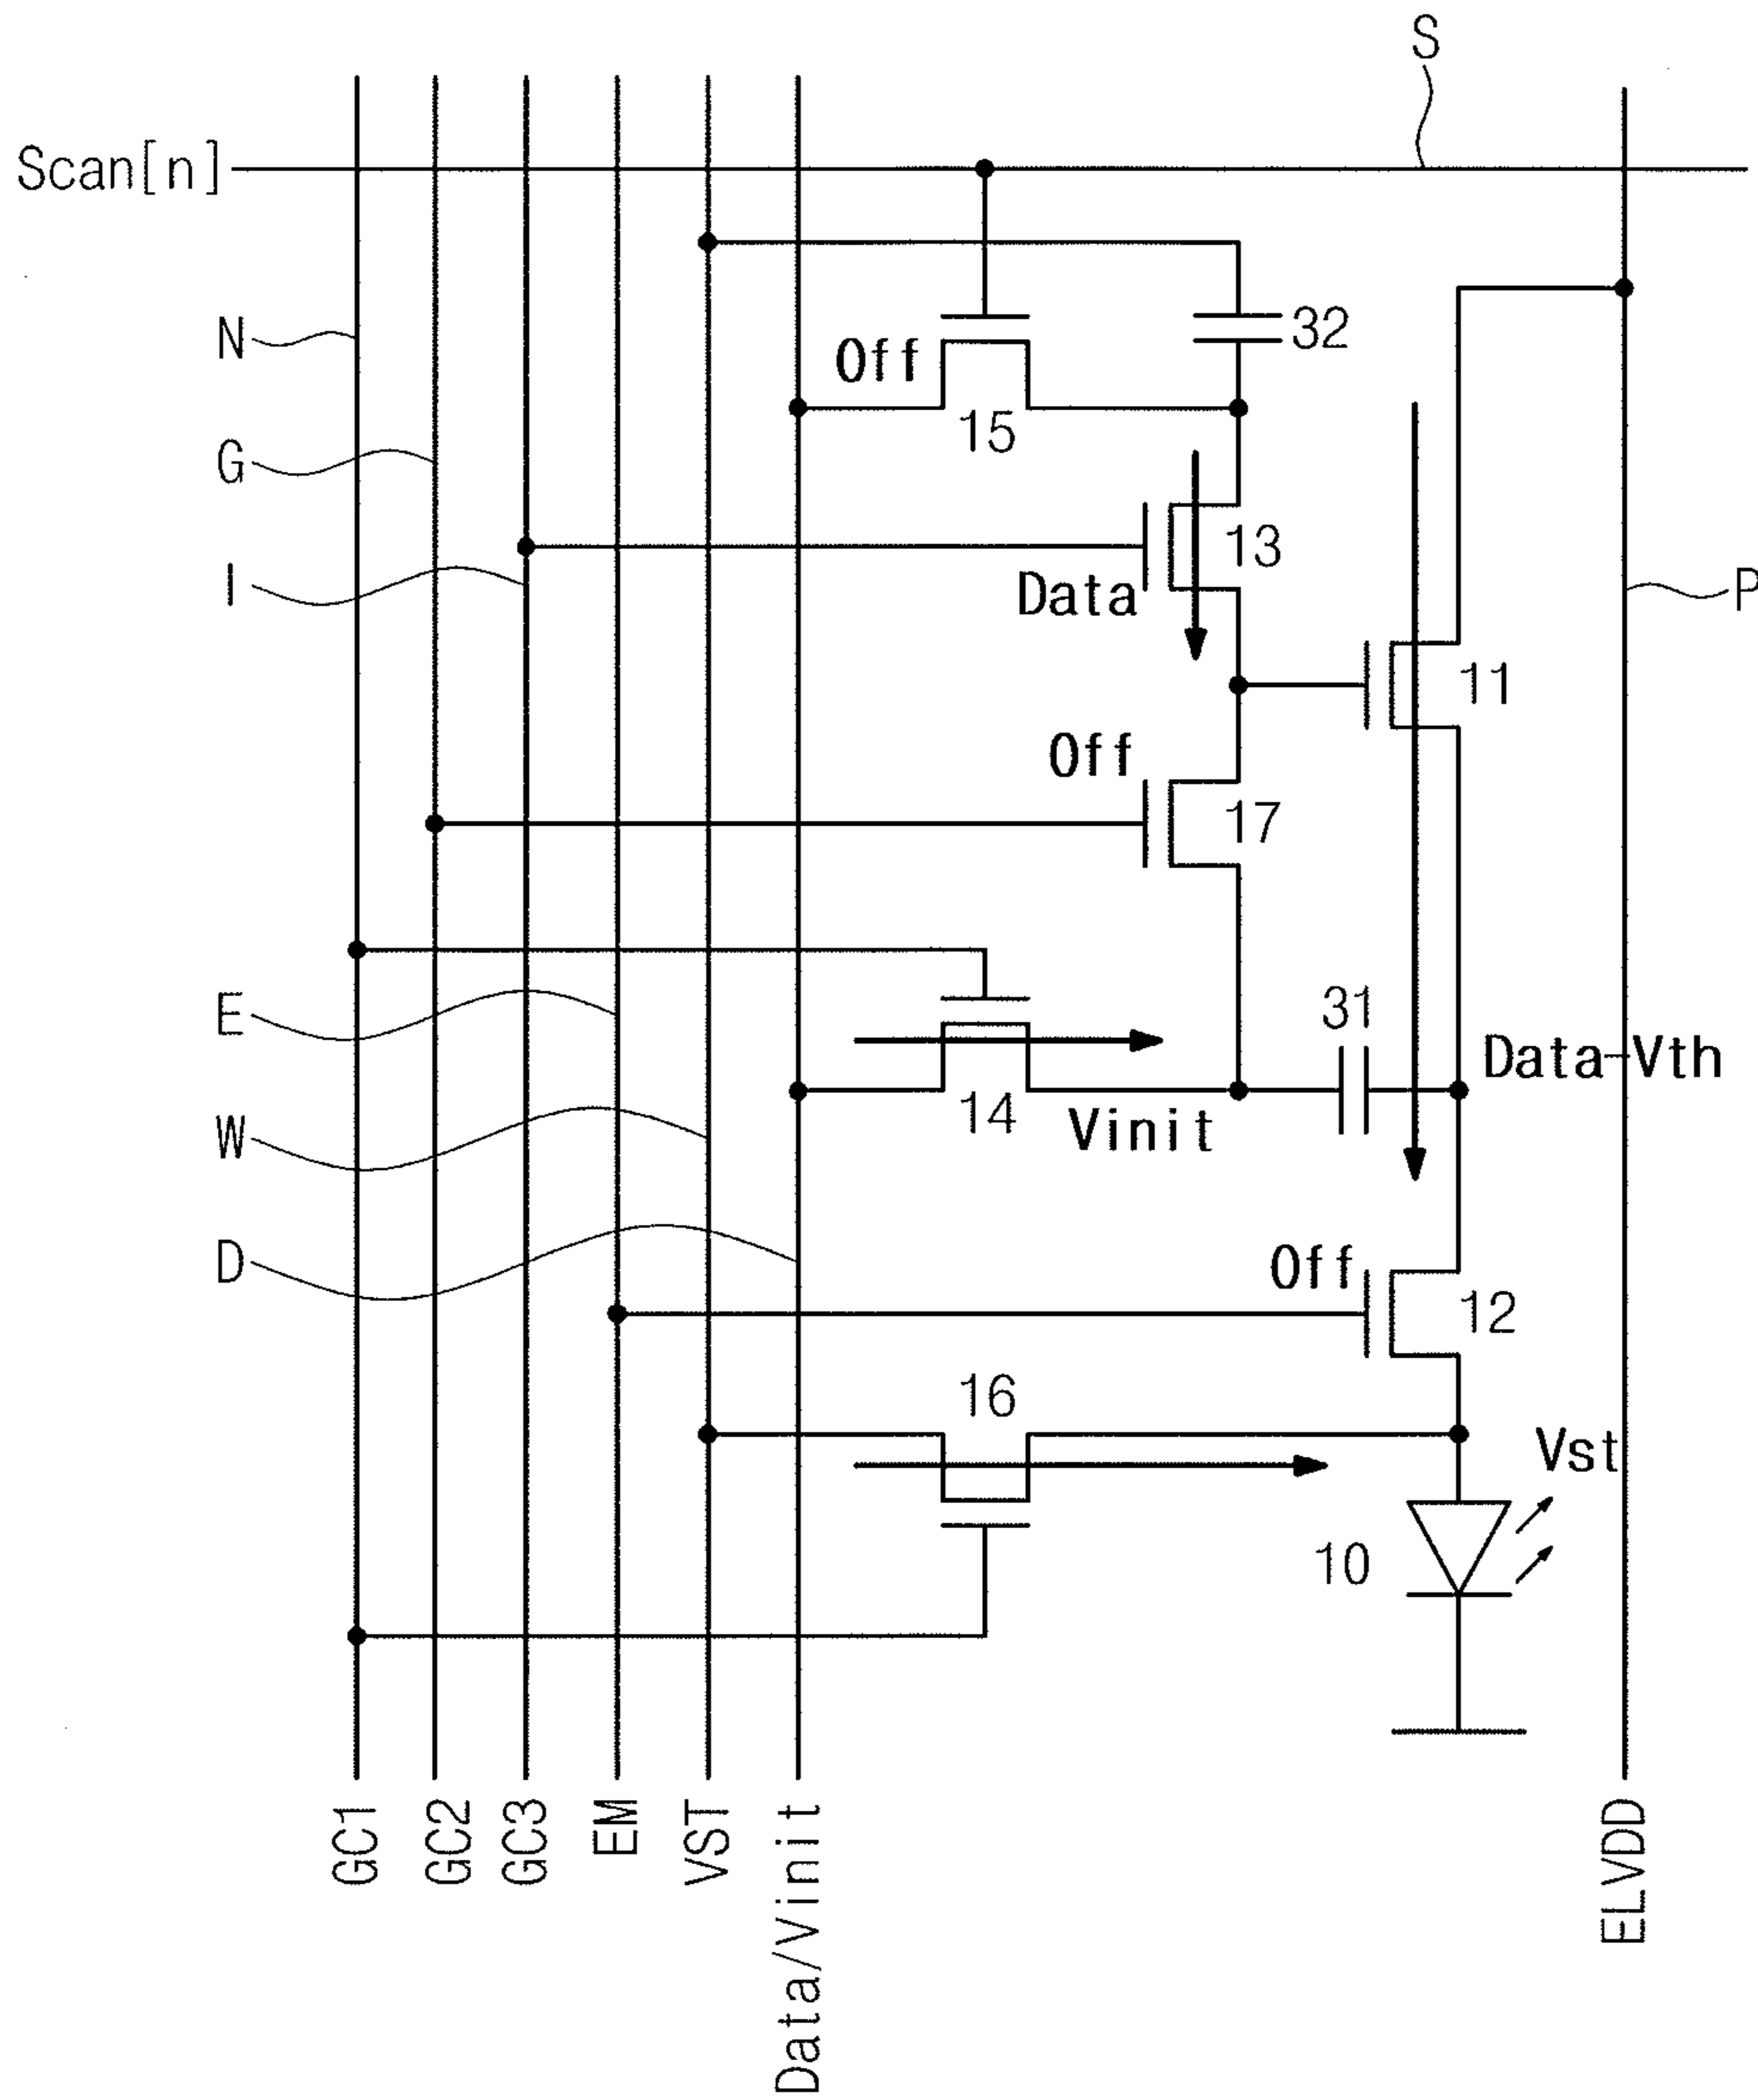 S
Scan[n]
N
Off
32
15
G
13
I
Data
P
11
Off
17
E
31
Data-Vth
W
14
Vinit
D
Off
12
16
Vst
10
GC1
GC2
GC3
EM
VST
Data/Vinit
ELVDD